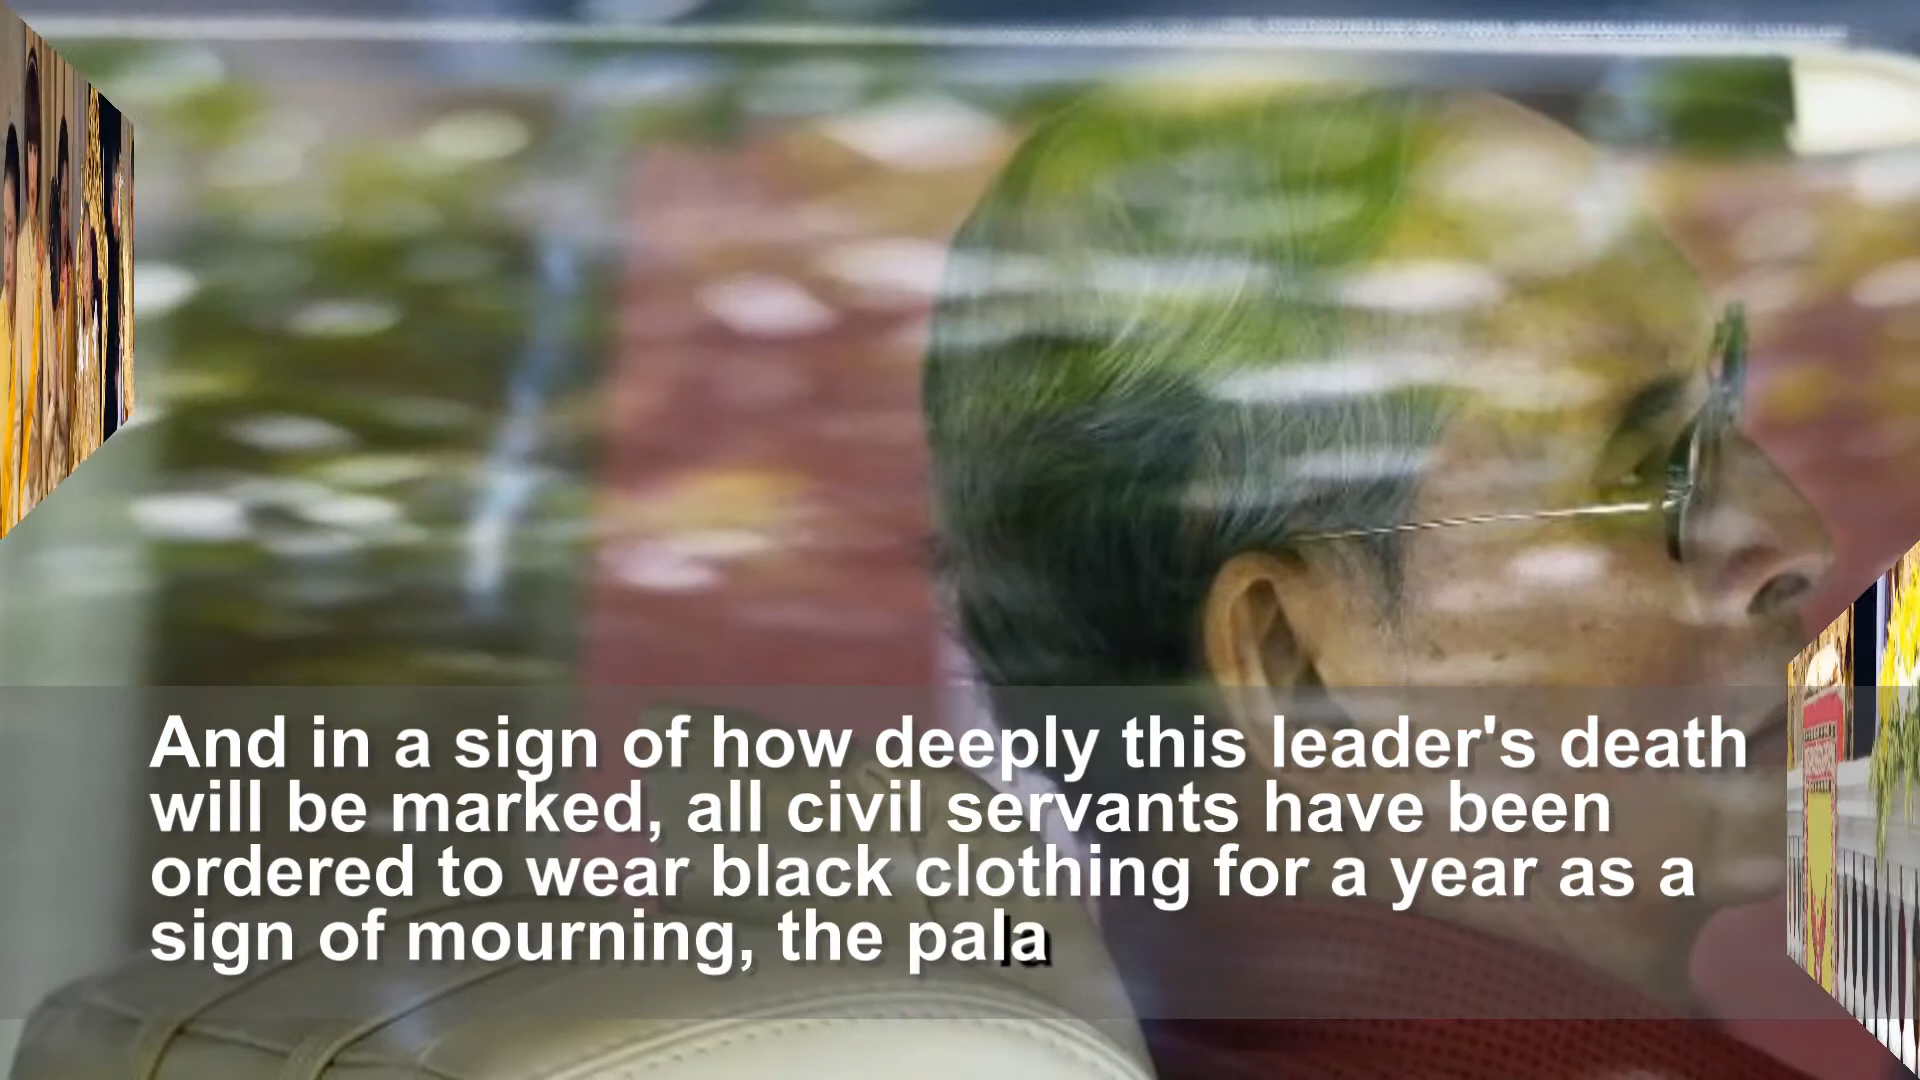 And in a sign of how deeply this leader's death
will be marked, all civil servants have been
ordered to wear black clothing for a year as a
sign of mourning, the pala